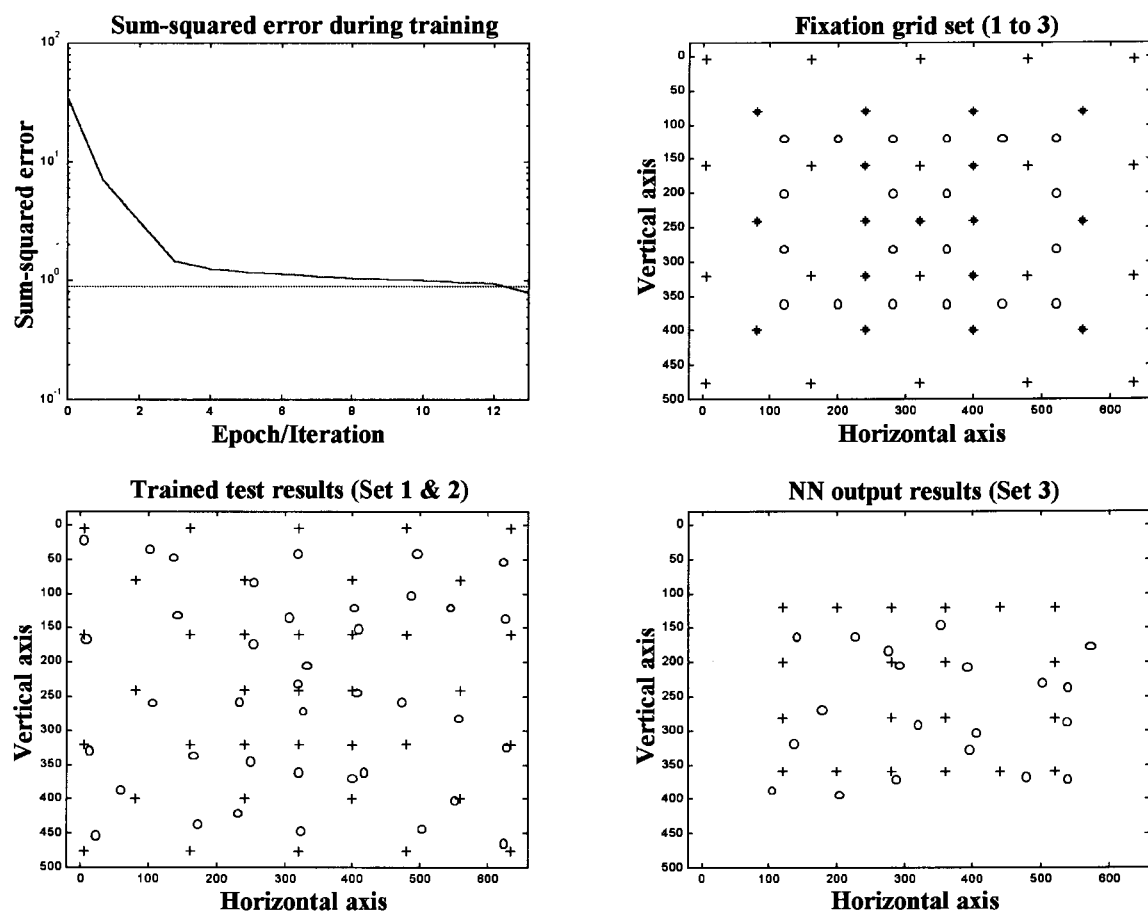 Sum-squared error during training
10^2
10^1
10^0
10^-1
Sum-squared error
0 2 4 6 8 10 12
Epoch/Iteration
Fixation grid set (1 to 3)
0
50
100
150
200
250
300
350
400
450
500
Vertical axis
0 100 200 300 400 500 600
Horizontal axis
Trained test results (Set 1 & 2)
0
50
100
150
200
250
300
350
400
450
500
Vertical axis
0 100 200 300 400 500 600
Horizontal axis
NN output results (Set 3)
0
50
100
150
200
250
300
350
400
450
500
Vertical axis
0 100 200 300 400 500 600
Horizontal axis